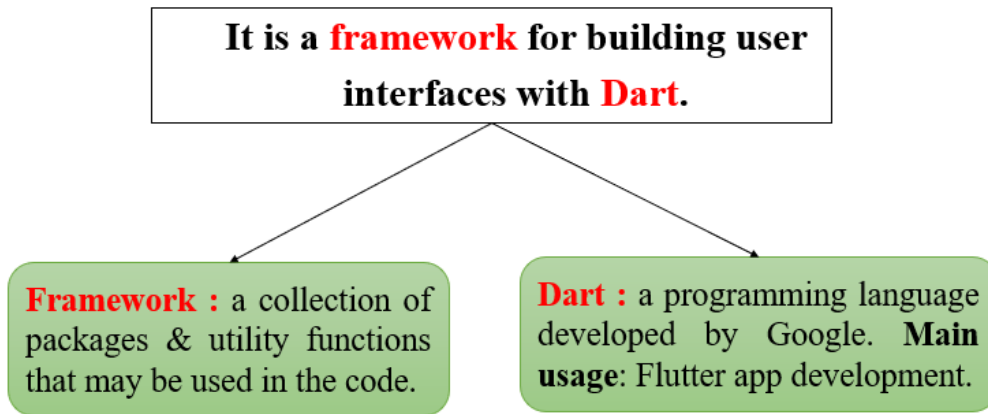 It is a framework for building user
interfaces with Dart.
Framework : a collection of
packages & utility functions
that may be used in the code.
Dart : a programming language
developed by Google. Main
usage: Flutter app development.